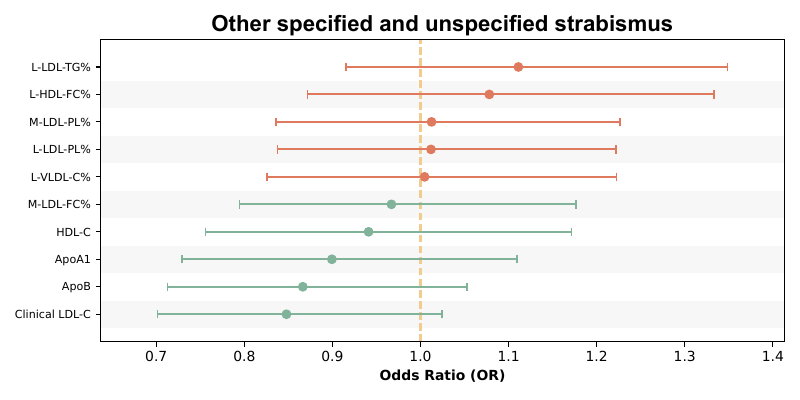 Other specified and unspecified strabismus
L-LDL-TG%
L-HDL-FC%
M-LDL-PL%
L-LDL-PL%
L-VLDL-C%
M-LDL-FC%
HDL-C
ApoA1
ApoB
Clinical LDL-C
0.7 0.8 0.9 1.0 1.1 1.2 1.3 1.4
Odds Ratio (OR)